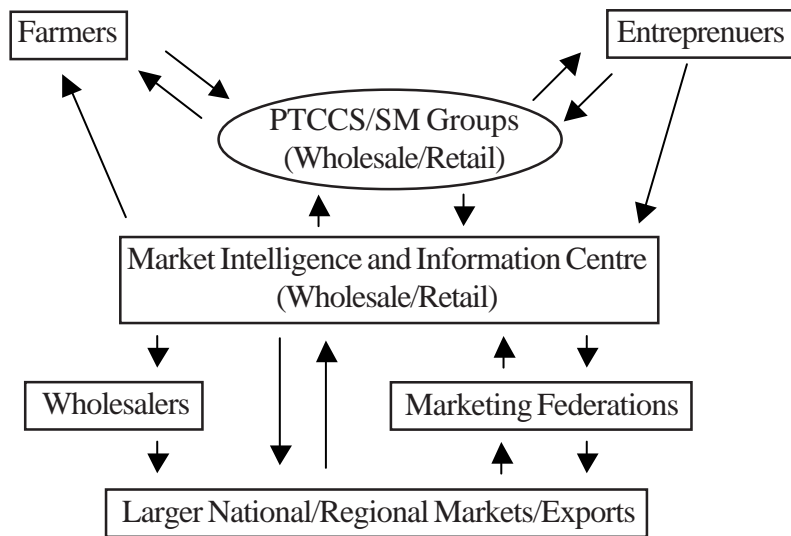 Farmers
Entreprenuers
PTCCS/SM Groups
(Wholesale/Retail)
Market Intelligence and Information Centre
(Wholesale/Retail)
Wholesalers
Marketing Federations
Larger National/Regional Markets/Exports